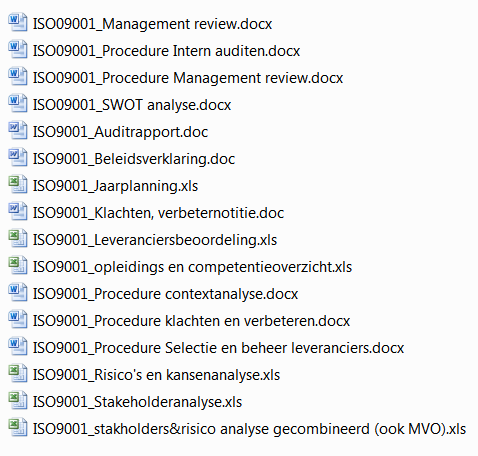 ISO09001_Management review.docx
ISO09001_Procedure Intern auditen.docx
ISO09001_Procedure Management review.docx
ISO09001_SWOT analyse.docx
ISO9001_Auditrapport.doc
ISO9001_Beleidsverklaring.doc
ISO9001_Jaarplanning.xls
ISO9001_Klachten, verbeternotitie.doc
ISO9001_Leveranciersbeoordeling.xls
ISO9001_opleidings en competentieoverzicht.xls
ISO9001_Procedure contextanalyse.docx
ISO9001_Procedure klachten en verbeteren.docx
ISO9001_Procedure Selectie en beheer leveranciers.docx
ISO9001_Risico's en kansenanalyse.xls
ISO9001_Stakeholderanalyse.xls
ISO9001_stakholders&risico analyse gecombineerd (ook MVO).xls